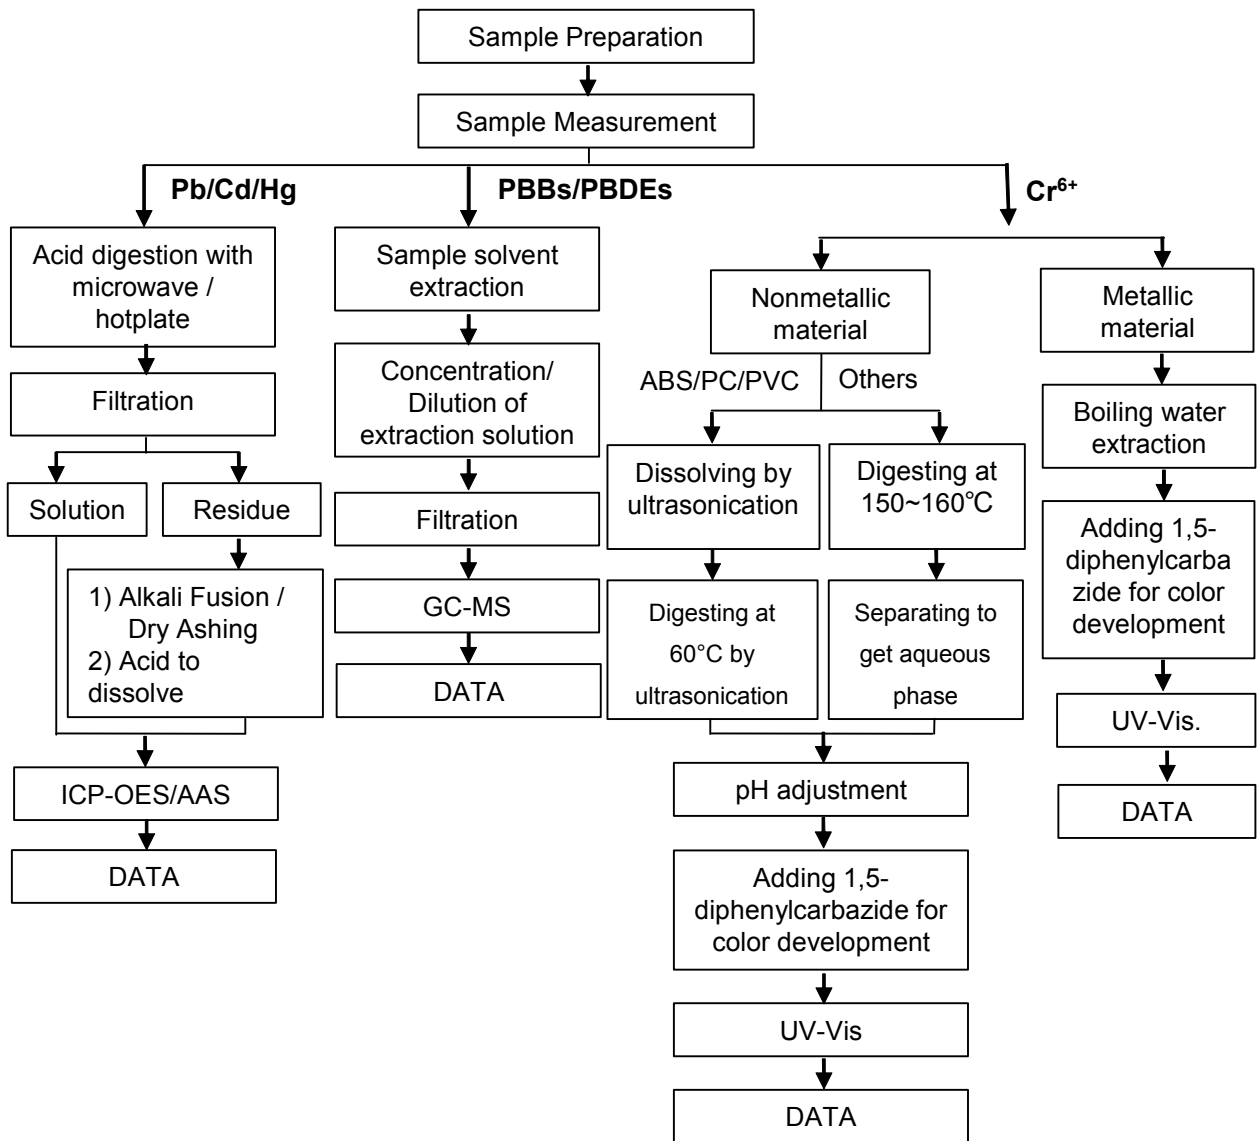 Sample Preparation
Sample Measurement
Pb/Cd/Hg
PBBs/PBDEs
Cr⁶⁺
Acid digestion with
microwave /
hotplate
Filtration
Solution
Residue
1) Alkali Fusion /
Dry Ashing
2) Acid to
dissolve
ICP-OES/AAS
DATA
Sample solvent
extraction
Concentration/
Dilution of
extraction solution
Filtration
GC-MS
DATA
Nonmetallic
material
ABS/PC/PVC
Others
Dissolving by
ultrasonication
Digesting at
60°C by
ultrasonication
Digesting at
150~160℃
Separating to
get aqueous
phase
pH adjustment
Adding 1,5-
diphenylcarbazide for
color development
UV-Vis
DATA
Metallic
material
Boiling water
extraction
Adding 1,5-
diphenylcarba
zide for color
development
UV-Vis.
DATA